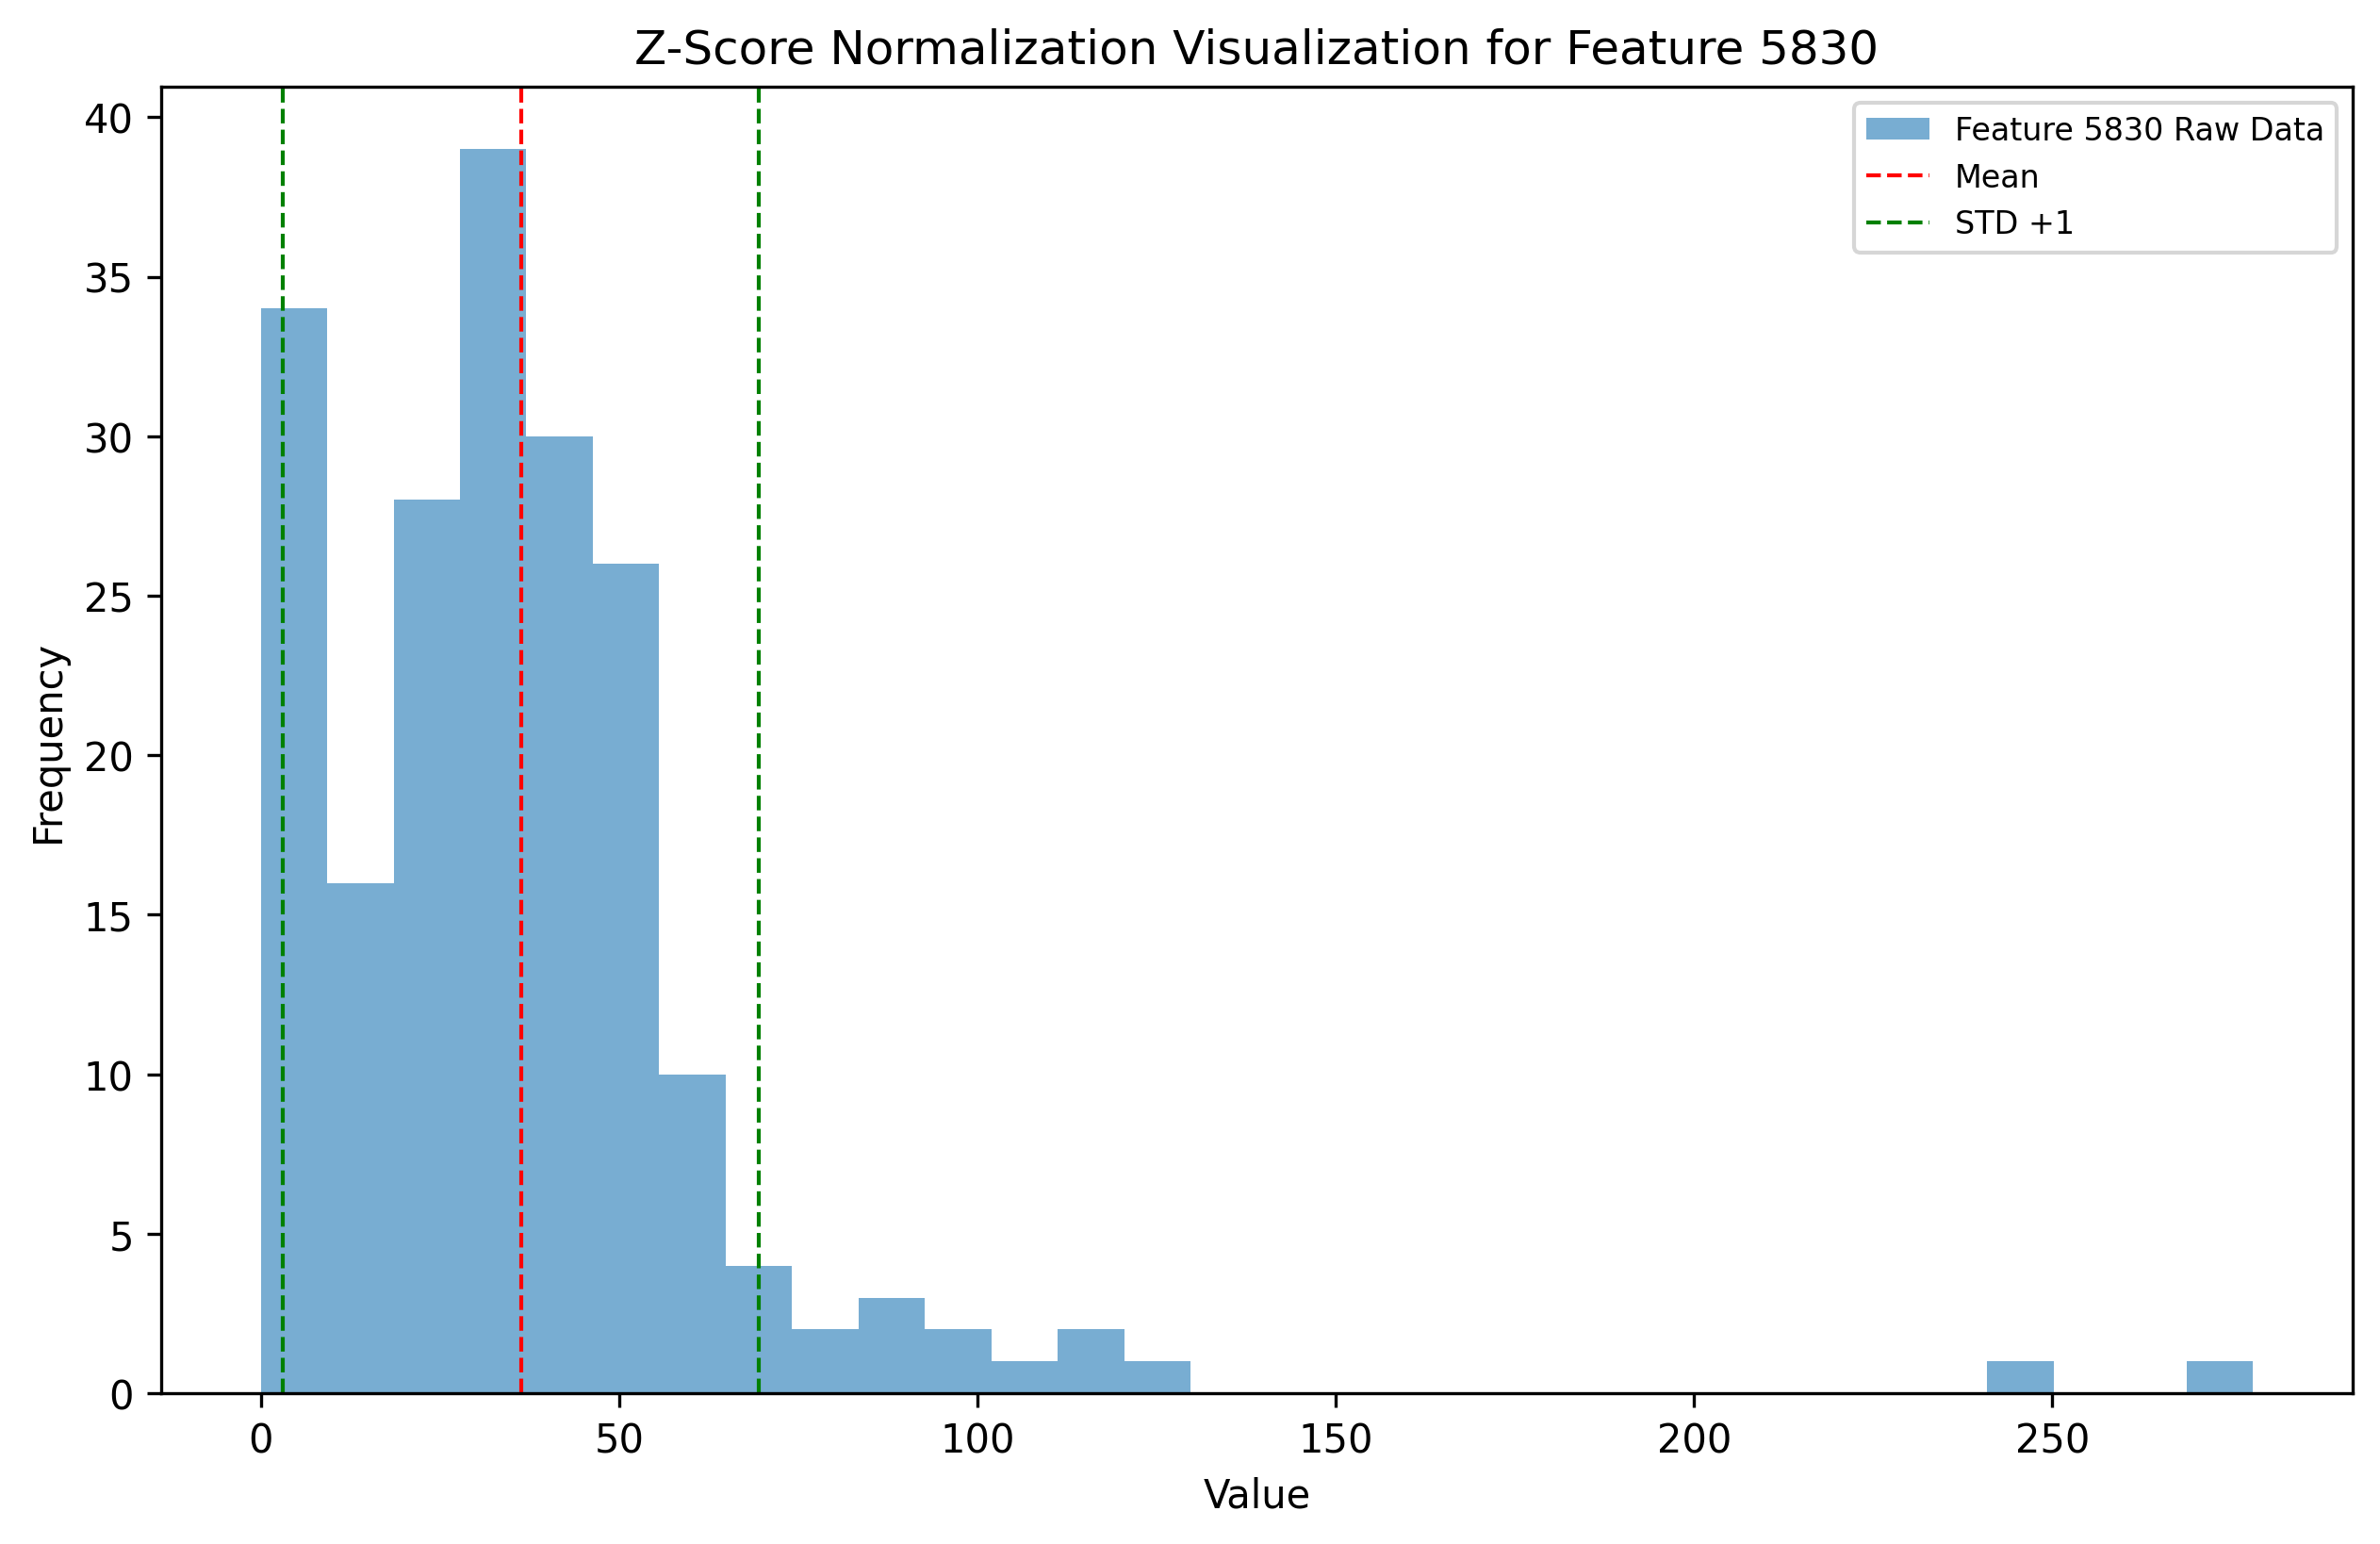 Z-Score Normalization Visualization for Feature 5830
Feature 5830 Raw Data
Mean
STD +1
40
35
30
25
20
15
10
5
0
Frequency
0 50 100 150 200 250
Value